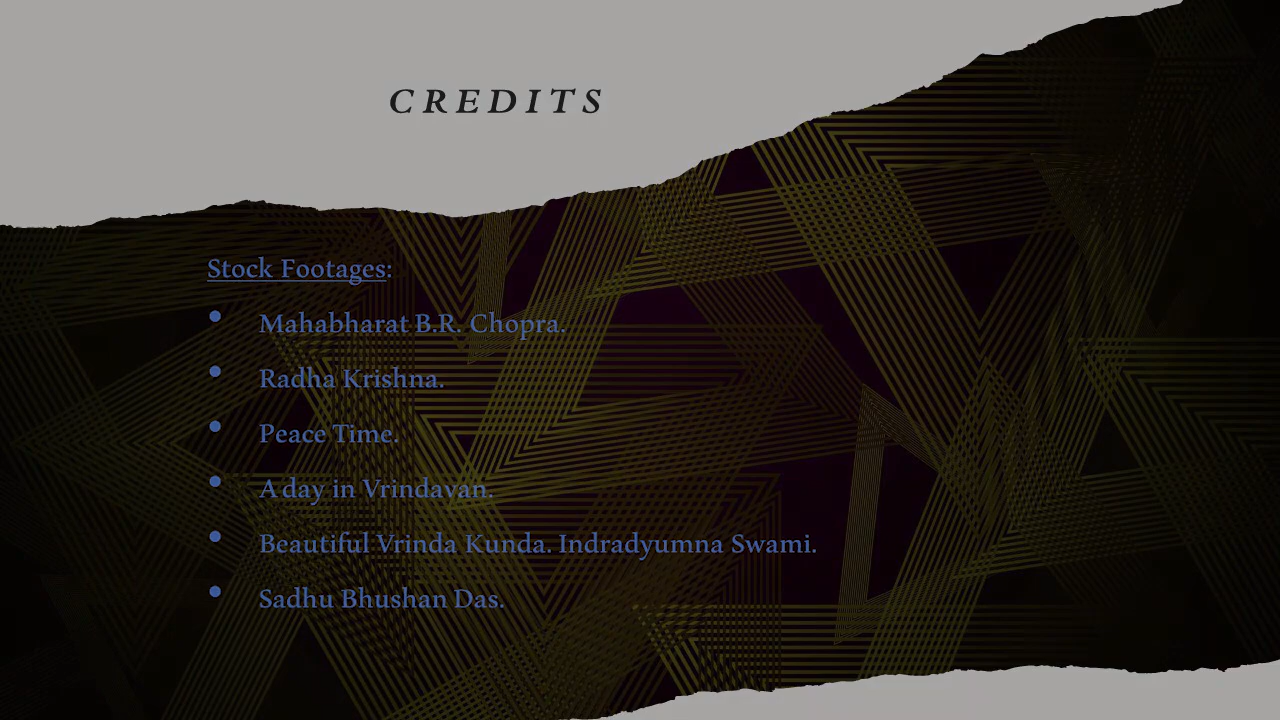 CREDITS
Stock Footages:
• Mahabharat B.R. Chopra.
• Radha Krishna.
• Peace Time.
• A day in Vrindavan.
• Beautiful Vrinda Kunda. Indradyumna Swami.
• Sadhu Bhushan Das.